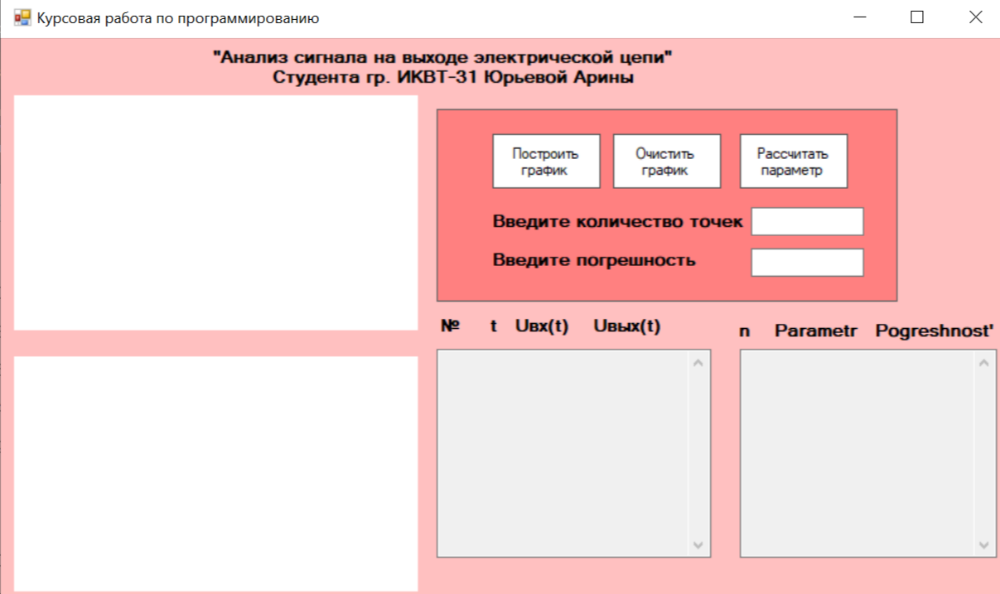 Курсовая работа по программированию
"Анализ сигнала на выходе электрической цепи"
Студента гр. ИКВТ-31 Юрьевой Арины
Построить
график
Очистить
график
Рассчитать
параметр
Введите количество точек
Введите погрешность
№ t Uвх(t) Uвых(t)
n Parametr Pogreshnost'